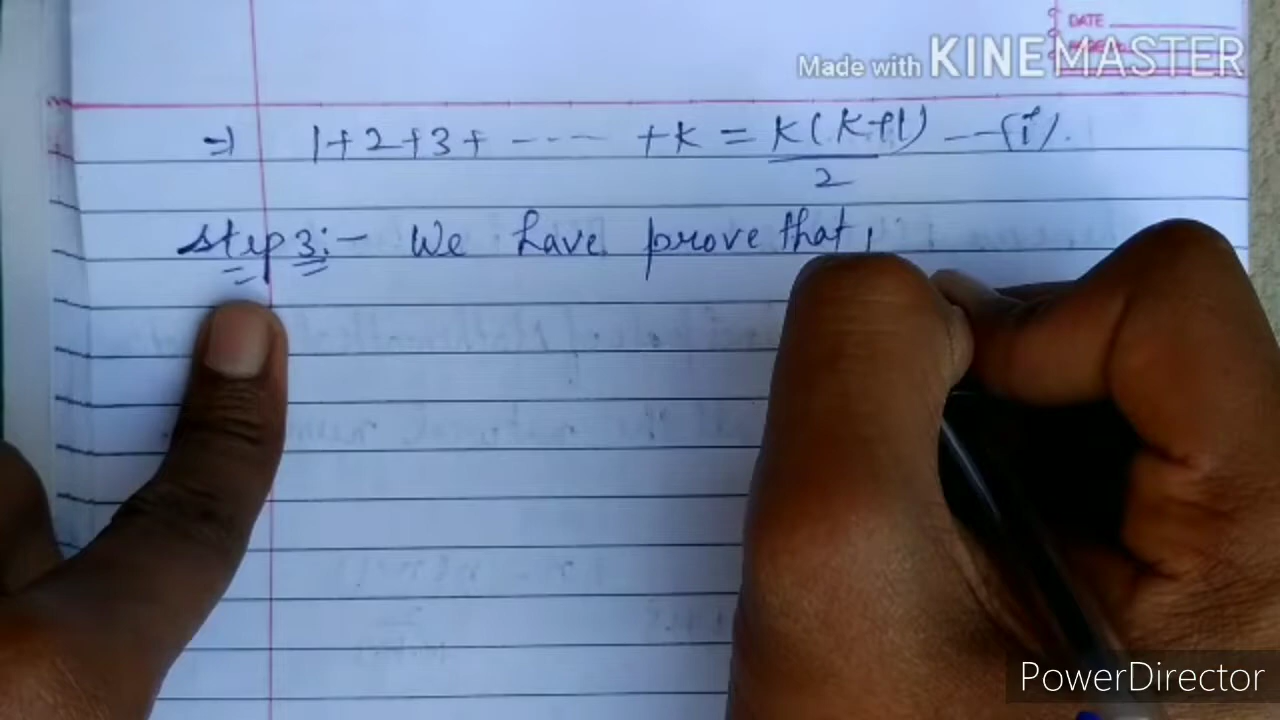 DATE
Made with KINEMASTER
=) 1+2+3+ ---- +K = K(K+1) --(i).
2
Step 3:- We have prove that,
PowerDirector